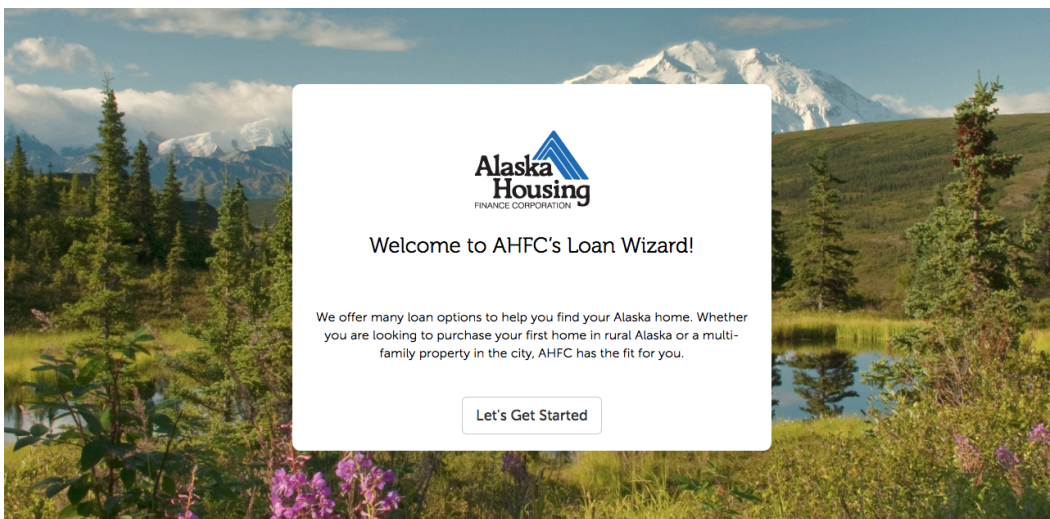 Alaska
Housing
FINANCE CORPORATION
Welcome to AHFC's Loan Wizard!
We offer many loan options to help you find your Alaska home. Whether
you are looking to purchase your first home in rural Alaska or a multi-
family property in the city, AHFC has the fit for you.
Let's Get Started